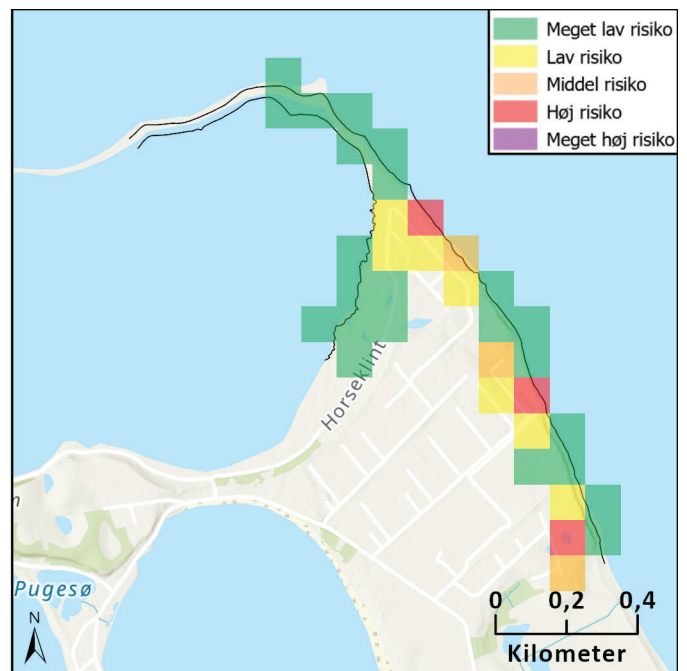 Meget lav risiko
Lav risiko
Middel risiko
Høj risiko
Meget høj risiko
Horseklint
Pugesø
N
0 0,2 0,4
Kilometer